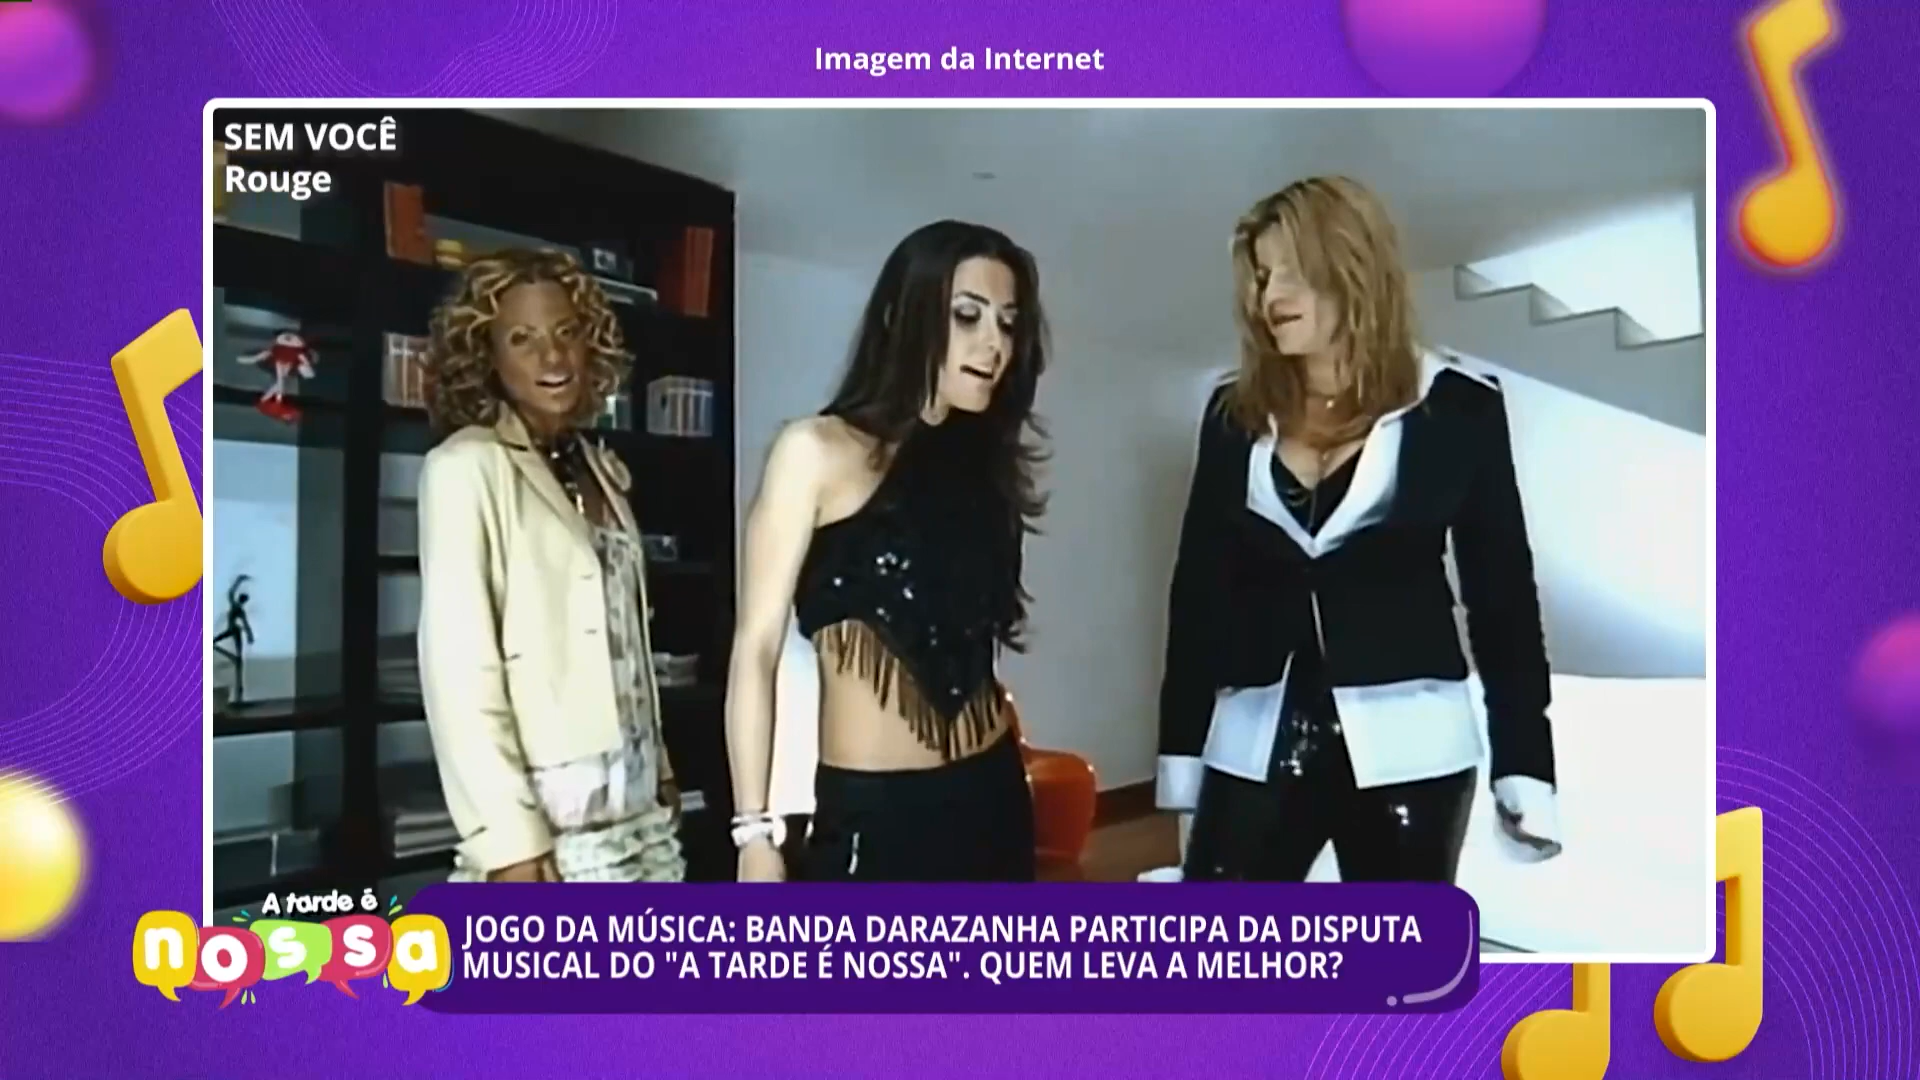 Imagem da Internet
SEM VOCÊ
Rouge
A tarde é
nossa
JOGO DA MÚSICA: BANDA DARAZANHA PARTICIPA DA DISPUTA
MUSICAL DO "A TARDE É NOSSA". QUEM LEVA A MELHOR?